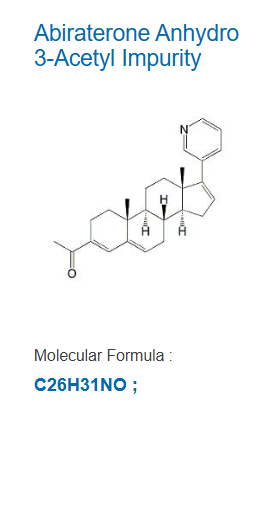 Abiraterone Anhydro
3-Acetyl Impurity
N
H
H
H
O
Molecular Formula :
C26H31NO ;